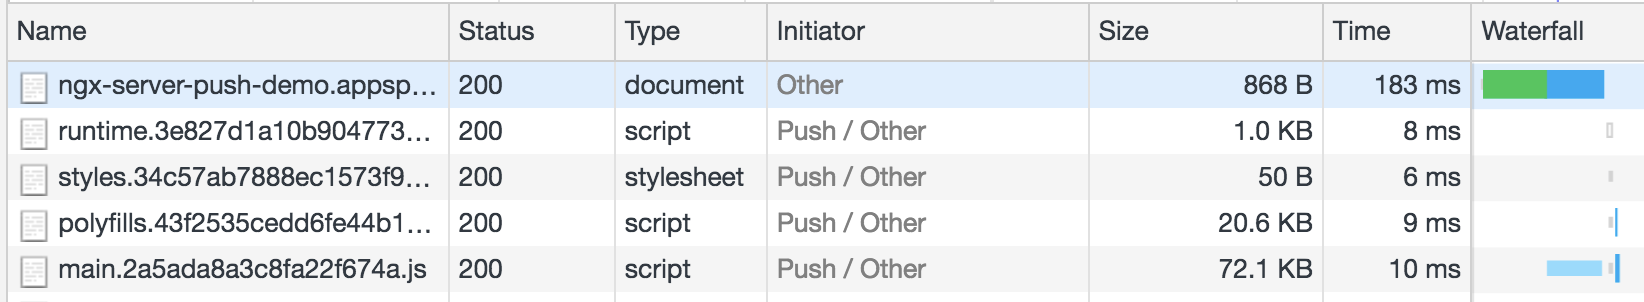 Name Status Type Initiator Size Time Waterfall
ngx-server-push-demo.appsp... 200 document Other 868 B 183 ms
runtime.3e827d1a10b904773... 200 script Push / Other 1.0 KB 8 ms
styles.34c57ab7888ec1573f9... 200 stylesheet Push / Other 50 B 6 ms
polyfills.43f2535cedd6fe44b1... 200 script Push / Other 20.6 KB 9 ms
main.2a5ada8a3c8fa22f674a.js 200 script Push / Other 72.1 KB 10 ms